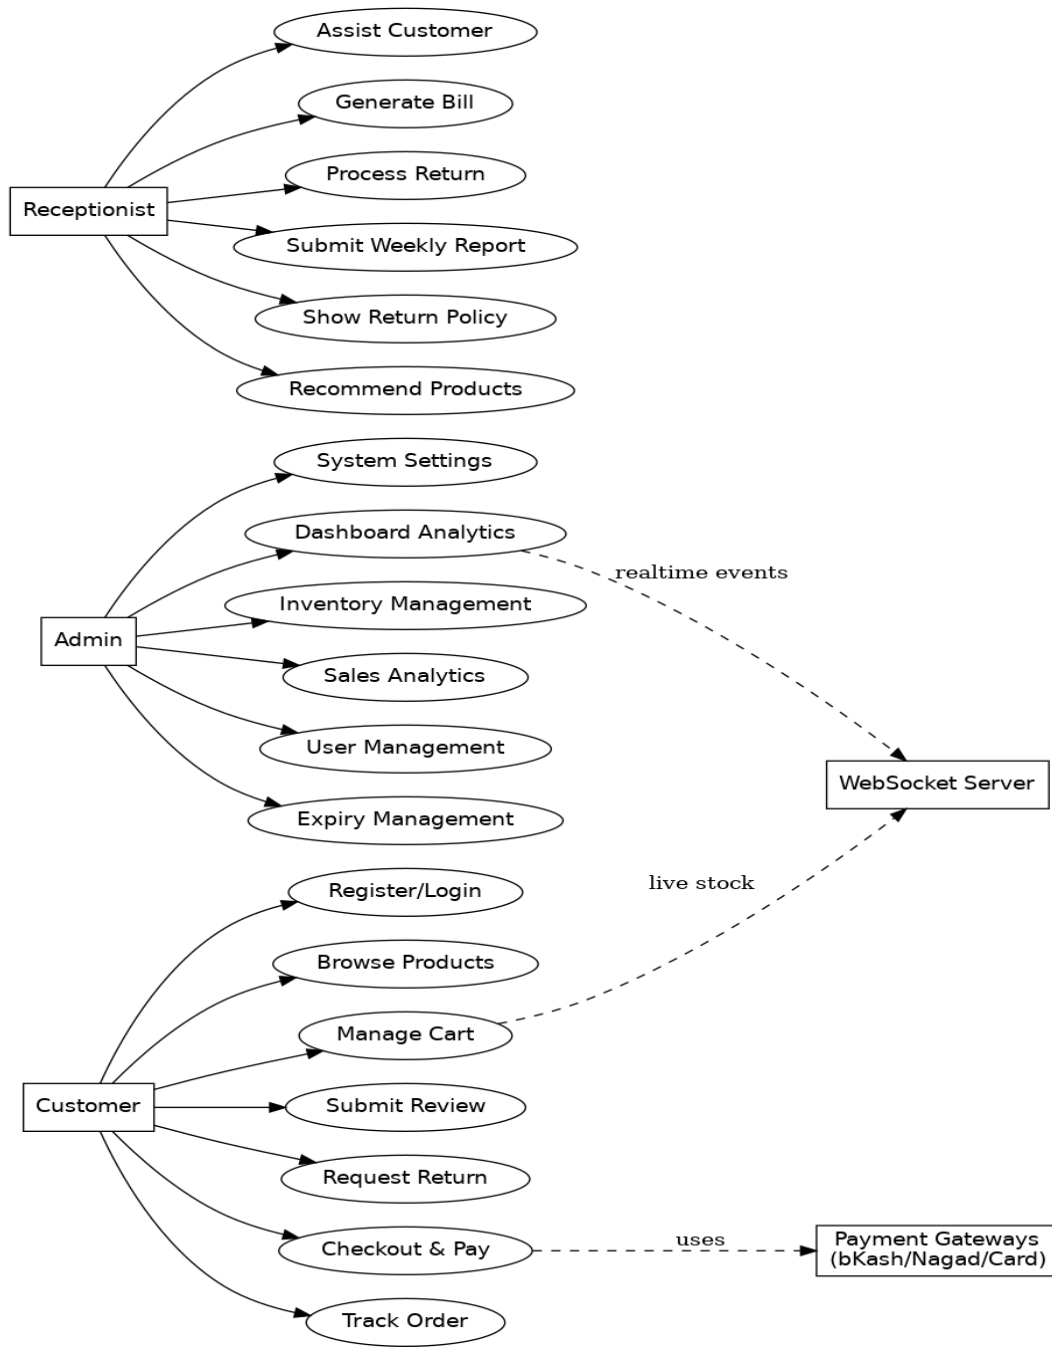 Assist Customer
Generate Bill
Process Return
Receptionist
Submit Weekly Report
Show Return Policy
Recommend Products
System Settings
Dashboard Analytics
realtime events
Inventory Management
Admin
Sales Analytics
User Management
WebSocket Server
Expiry Management
live stock
Register/Login
Browse Products
Manage Cart
Customer
Submit Review
Request Return
Checkout & Pay
uses
Payment Gateways
(bKash/Nagad/Card)
Track Order